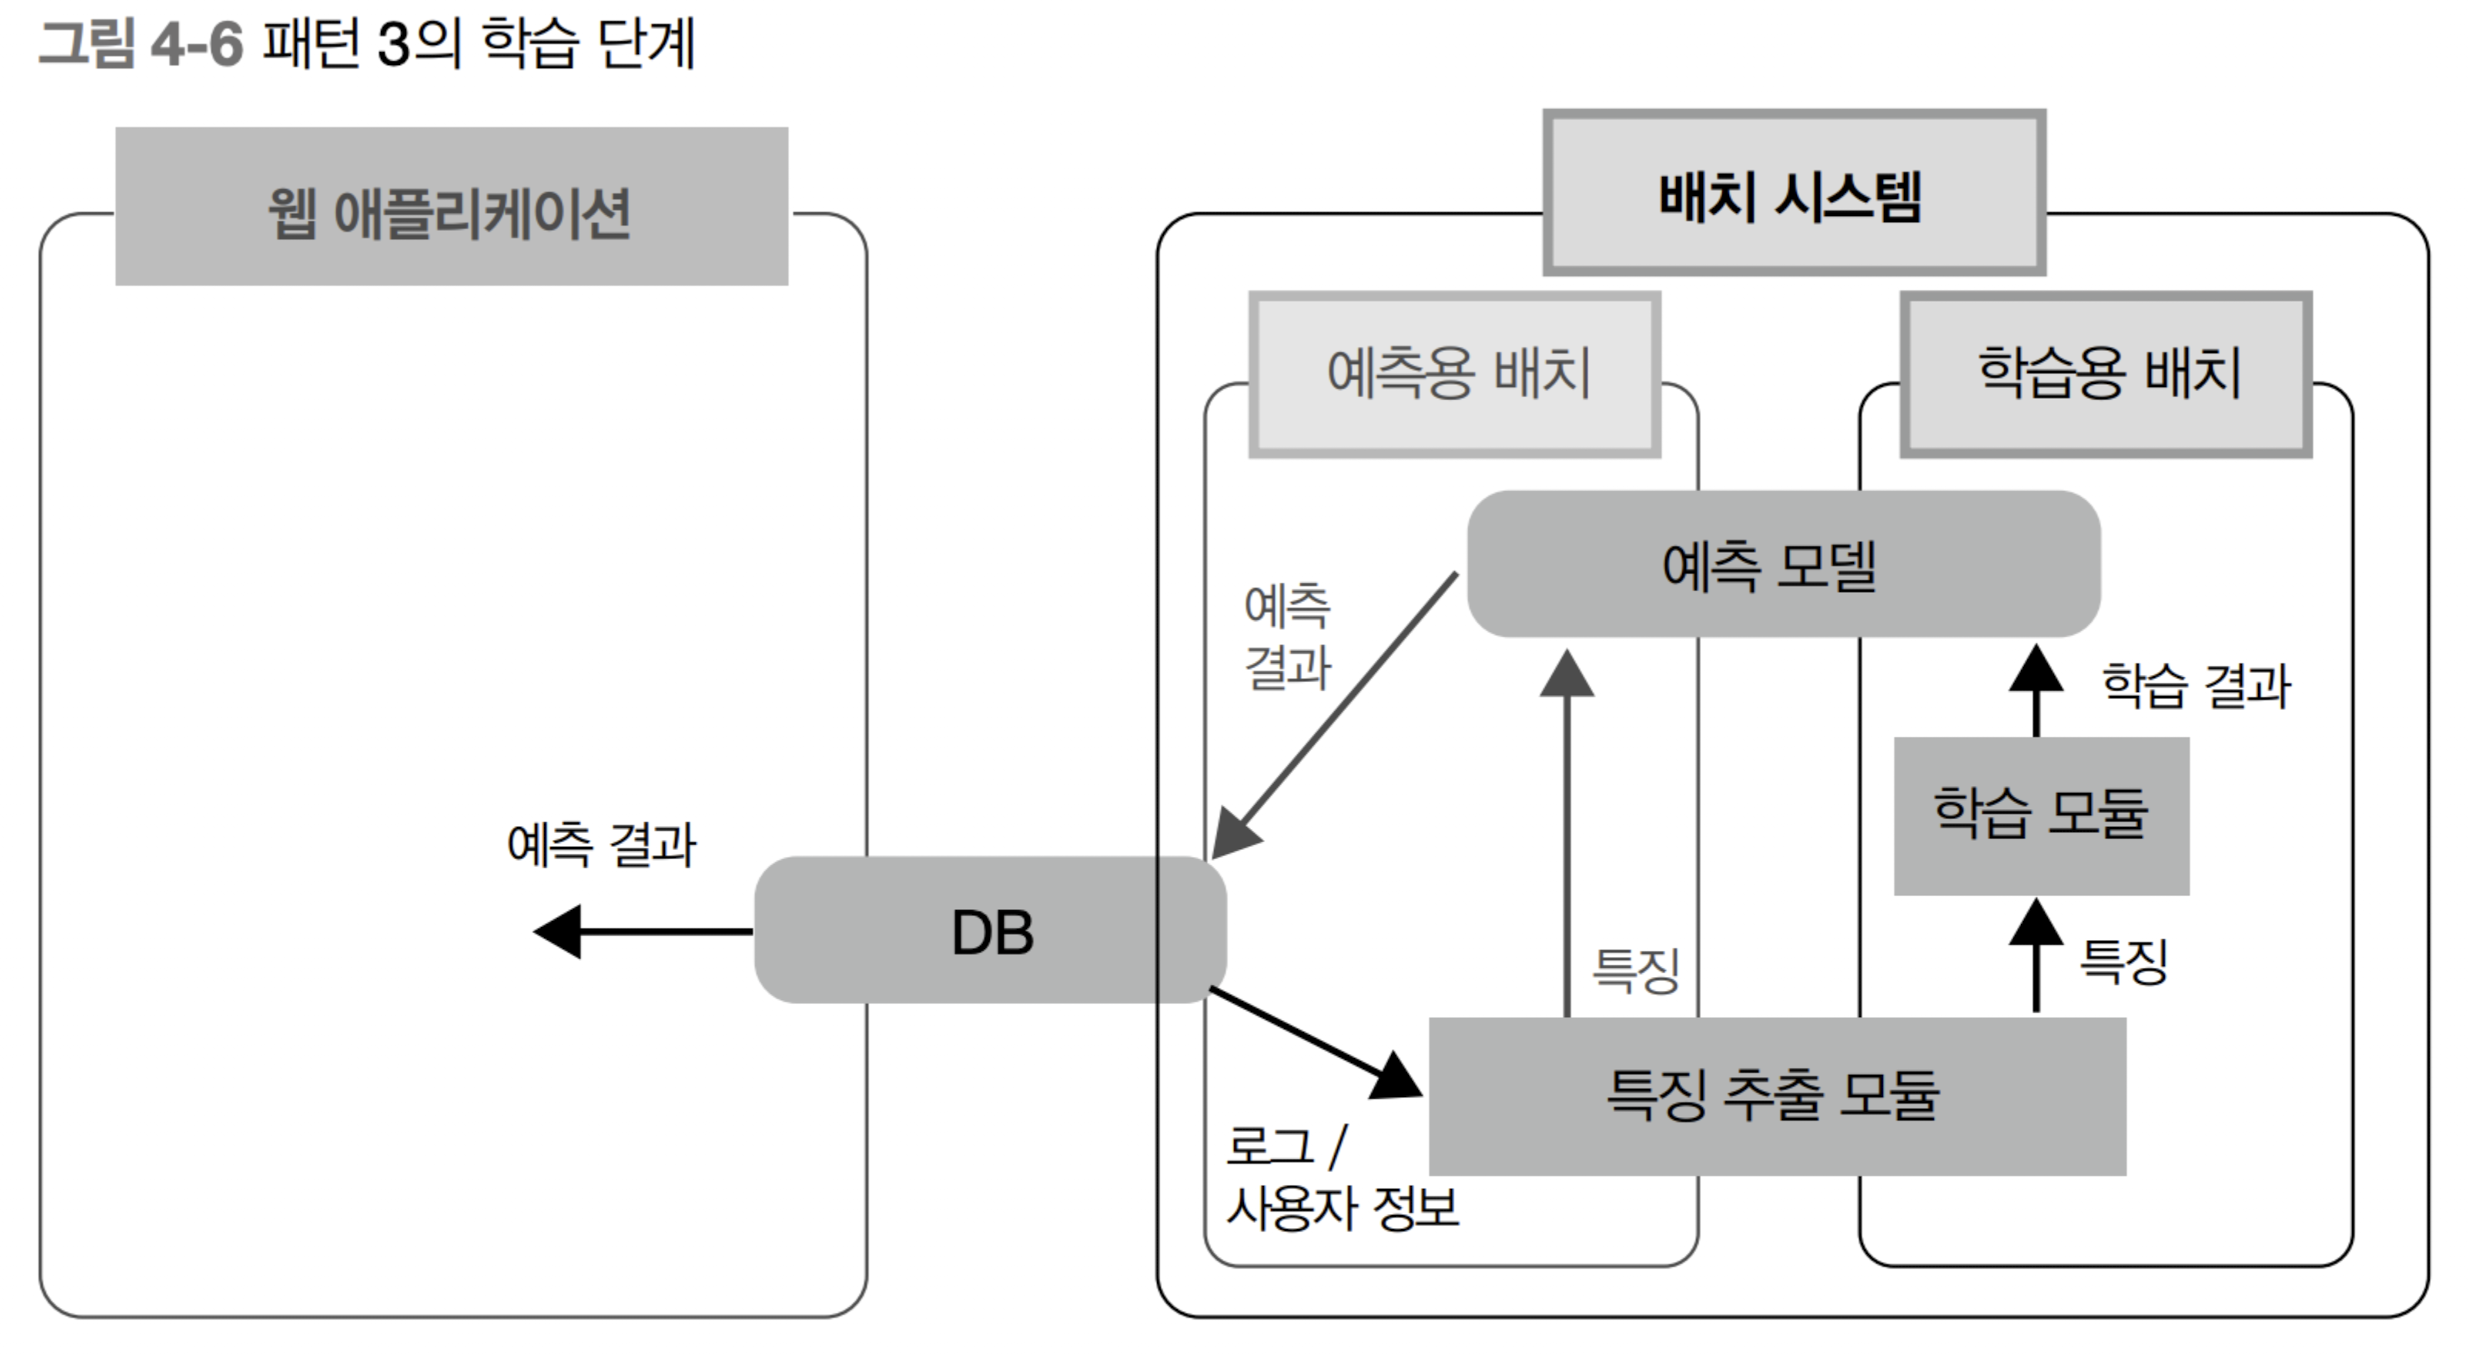 그림 4-6 패턴 3의 학습 단계
웹 애플리케이션
배치 시스템
예측용 배치
학습용 배치
예측 모델
예측
결과
학습 결과
학습 모듈
예측 결과
DB
특징
특징
특징 추출 모듈
로그 /
사용자 정보